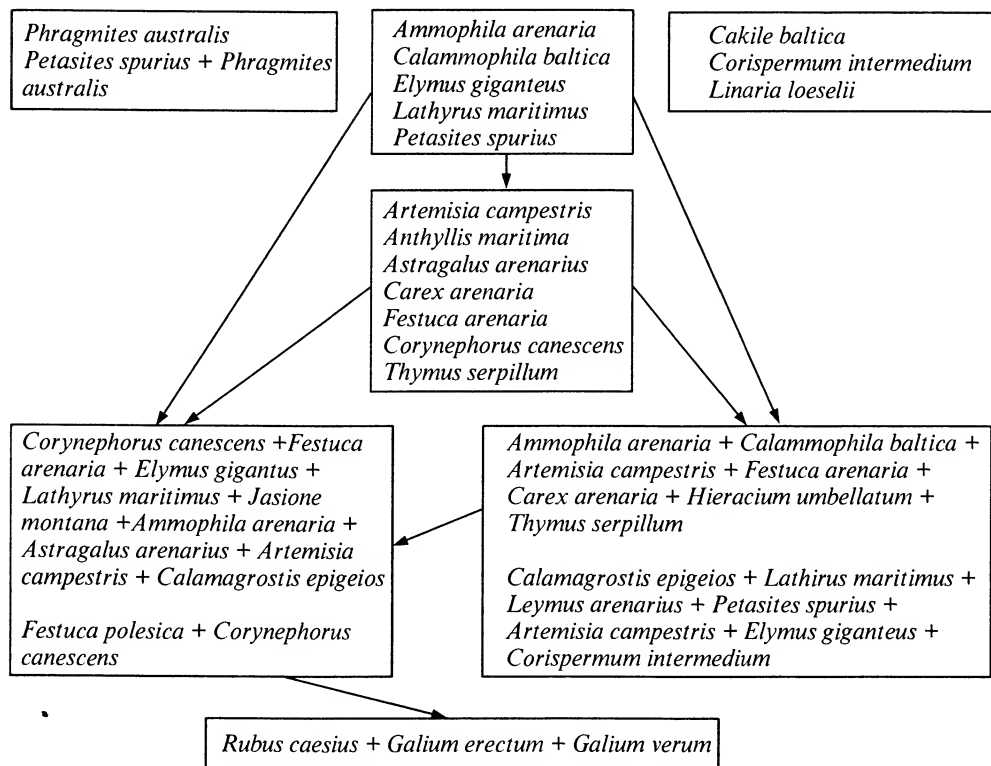 Phragmites australis
Petasites spurius + Phragmites
australis
Ammophila arenaria
Calammophila baltica
Elymus giganteus
Lathyrus maritimus
Petasites spurius
Cakile baltica
Corispermum intermedium
Linaria loeselii
Artemisia campestris
Anthyllis maritima
Astragalus arenarius
Carex arenaria
Festuca arenaria
Corynephorus canescens
Thymus serpillum
Corynephorus canescens +Festuca
arenaria + Elymus gigantus +
Lathyrus maritimus + Jasione
montana +Ammophila arenaria +
Astragalus arenarius + Artemisia
campestris + Calamagrostis epigeios
Festuca polesica + Corynephorus
canescens
Ammophila arenaria + Calammophila baltica +
Artemisia campestris + Festuca arenaria +
Carex arenaria + Hieracium umbellatum +
Thymus serpillum
Calamagrostis epigeios + Lathirus maritimus +
Leymus arenarius + Petasites spurius +
Artemisia campestris + Elymus giganteus +
Corispermum intermedium
Rubus caesius + Galium erectum + Galium verum